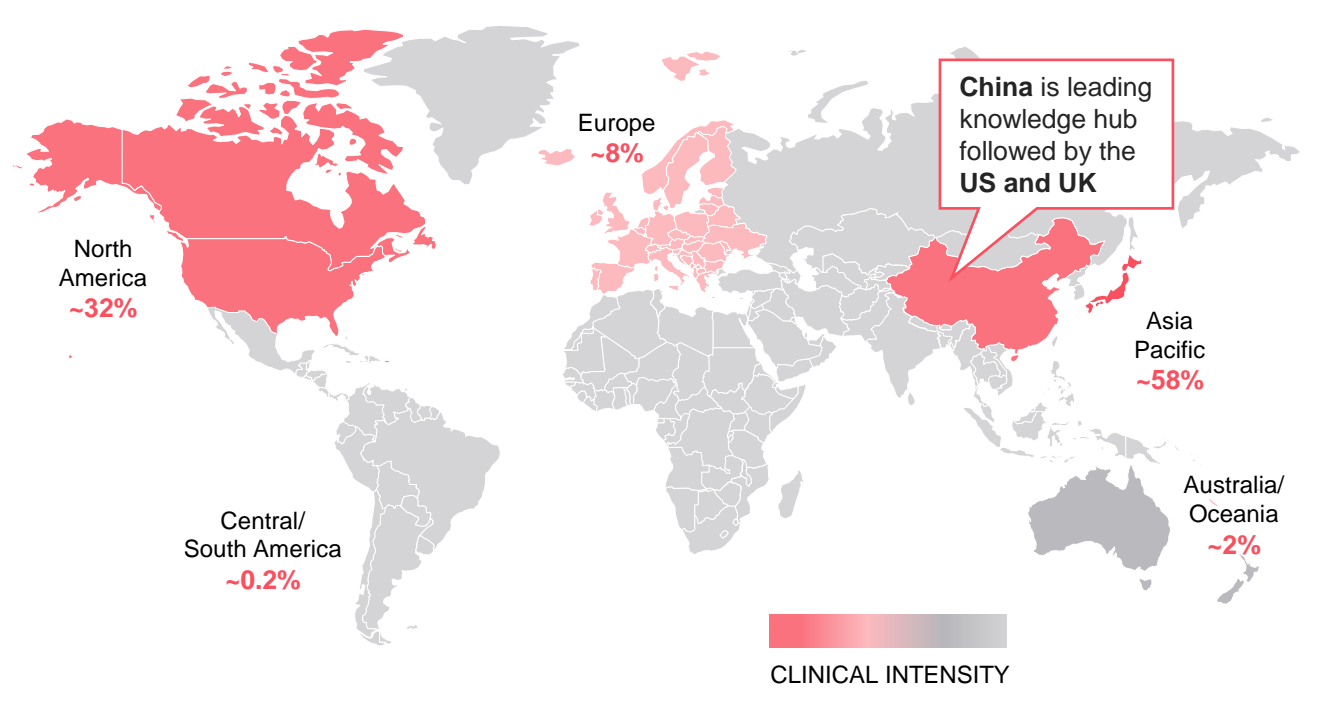 China is leading
knowledge hub
followed by the
US and UK
Europe
~8%
North
America
~32%
Asia
Pacific
~58%
Australia/
Oceania
~2%
Central/
South America
~0.2%
CLINICAL INTENSITY